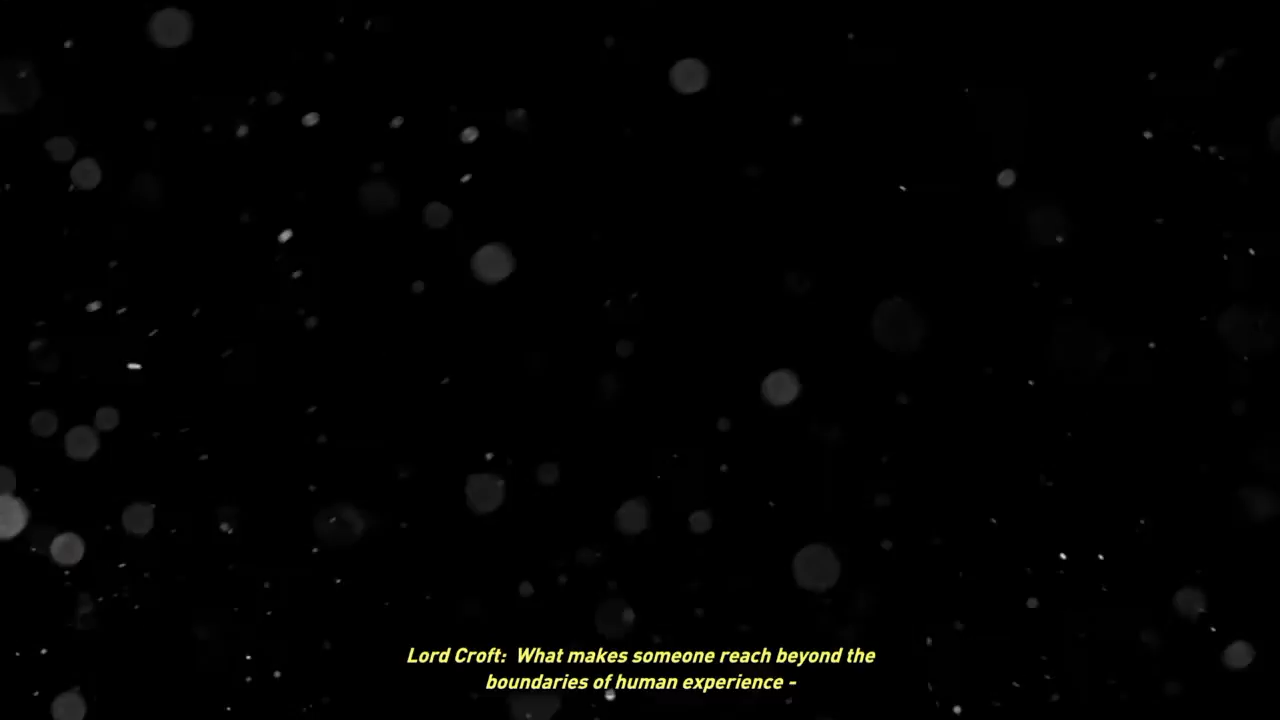 Lord Croft: What makes someone reach beyond the
boundaries of human experience -